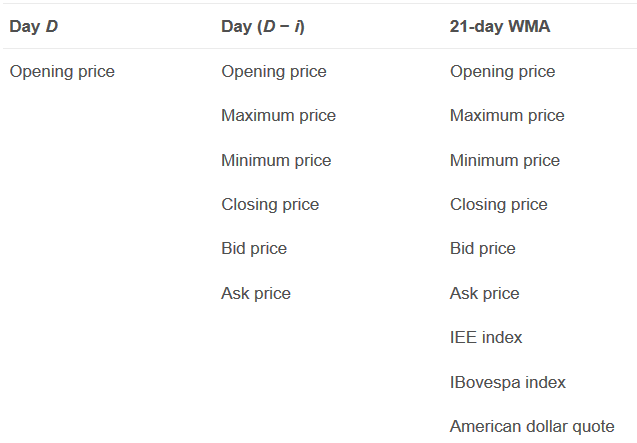 Day D Day (D − i) 21-day WMA
Opening price Opening price Opening price
Maximum price Maximum price
Minimum price Minimum price
Closing price Closing price
Bid price Bid price
Ask price Ask price
IEE index
IBovespa index
American dollar quote